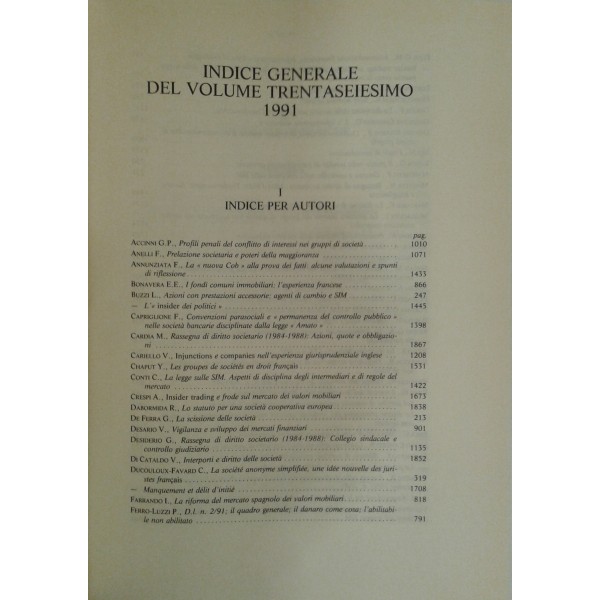 INDICE GENERALE
DEL VOLUME TRENTASEIESIMO
1991
I
INDICE PER AUTORI
pag.
ACCINNI G.P., Profili penali del conflitto di interessi nei gruppi di società 1010
ANELLI F., Prelazione societaria e poteri della maggioranza 1071
ANNUNZIATA F., La « nuova Cob » alla prova dei fatti: alcune valutazioni e spunti
di riflessione 1433
BONAVERA E.E., I fondi comuni immobiliari: l'esperienza francese 866
BUZZI L., Azioni con prestazioni accessorie: agenti di cambio e SIM 247
— L'« insider dei politici » 1445
CAPRIGLIONE F., Convenzioni parasociali e « permanenza del controllo pubblico »
nelle società bancarie disciplinate dalla legge « Amato » 1398
CARDIA M., Rassegna di diritto societario (1984-1988): Azioni, quote e obbligazio-
ni 1867
CARIELLO V., Injunctions e companies nell'esperienza giurisprudenziale inglese 1208
CHAPUT Y., Les groupes de sociétés en droit français 1531
CONTI C., La legge sulle SIM. Aspetti di disciplina degli intermediari e di regole del
mercato 1422
CRESPI A., Insider trading e frode sul mercato dei valori mobiliari 1673
DABORMIDA R., Lo statuto per una società cooperativa europea 1838
DE FERRA G., La scissione delle società 213
DESARIO V., Vigilanza e sviluppo dei mercati finanziari 901
DESIDERIO G., Rassegna di diritto societario (1984-1988): Collegio sindacale e
controllo giudiziario 1135
DI CATALDO V., Interporti e diritto delle società 1852
DUCOULOUX-FAVARD C., La société anonyme simplifiée, une idée nouvelle des juri-
stes français 319
— Manquement et délit d'initié 1708
FARRANDO I., La riforma del mercato spagnolo dei valori mobiliari 818
FERRO-LUZZI P., D.l. n. 2/91; il quadro generale; il danaro come cosa; l'abilitabi-
le non abilitato 791